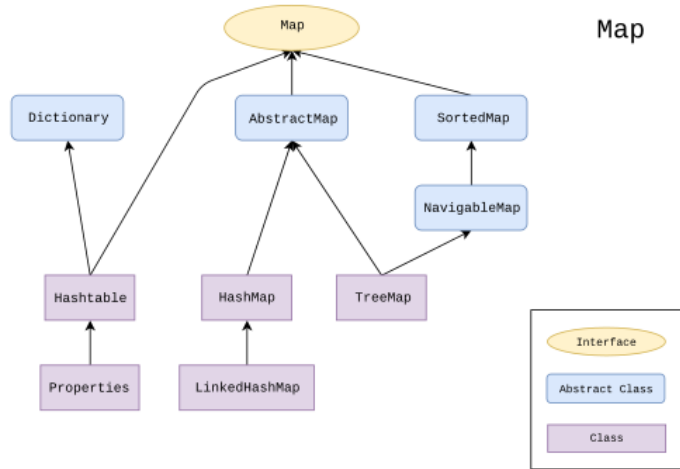 Map
Map
Dictionary
AbstractMap
SortedMap
NavigableMap
Hashtable
HashMap
TreeMap
Properties
LinkedHashMap
Interface
Abstract Class
Class